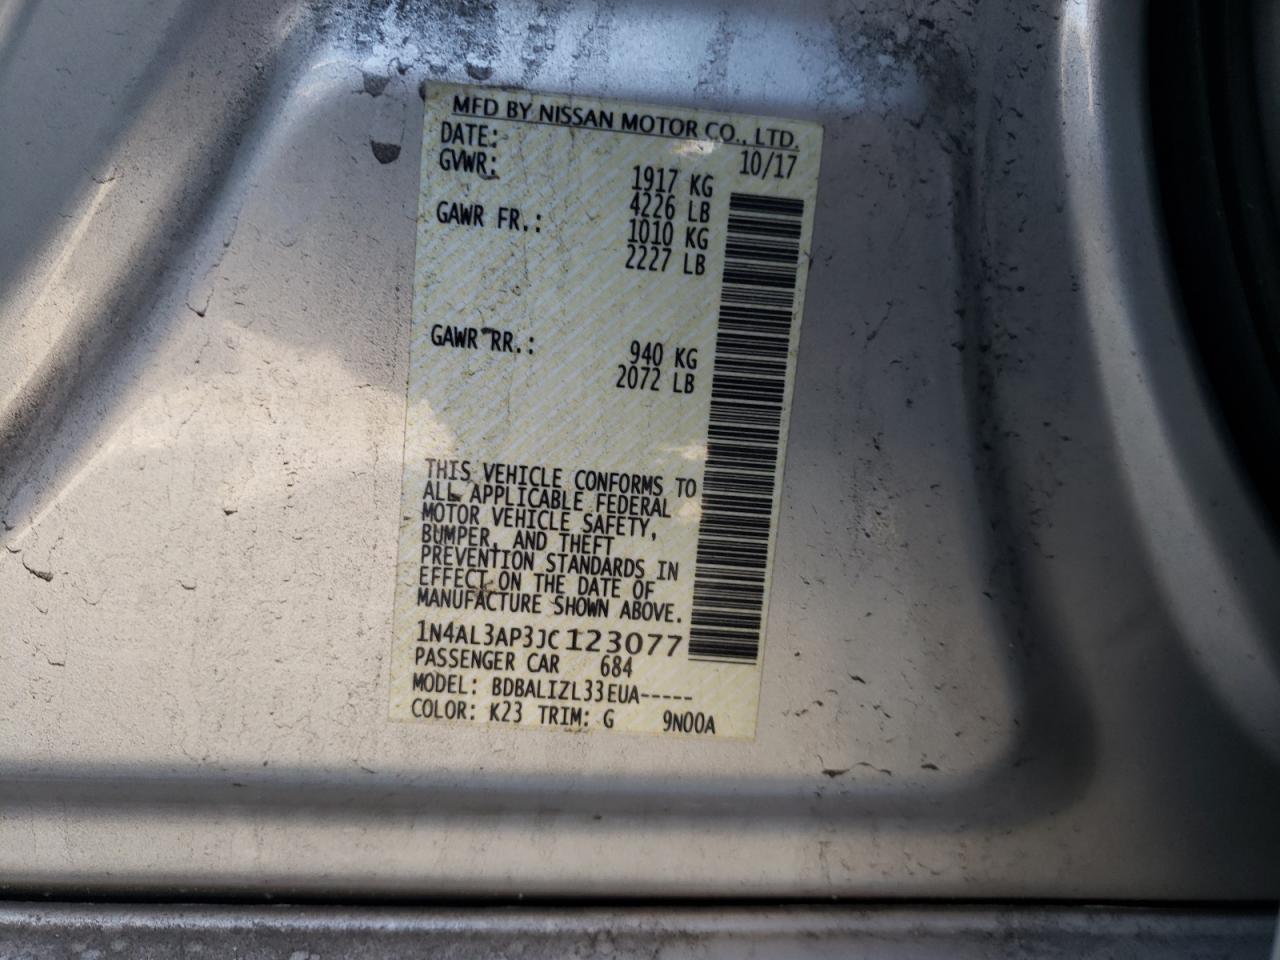 MFD BY NISSAN MOTOR CO., LTD.
DATE: 10/17
GVWR: 1917 KG
4226 LB
GAWR FR.: 1010 KG
2227 LB
GAWR RR.: 940 KG
2072 LB
THIS VEHICLE CONFORMS TO
ALL APPLICABLE FEDERAL
MOTOR VEHICLE SAFETY,
BUMPER, AND THEFT
PREVENTION STANDARDS IN
EFFECT ON THE DATE OF
MANUFACTURE SHOWN ABOVE.
1N4AL3AP3JC123077
PASSENGER CAR 684
MODEL: BDBALIZL33EUA-----
COLOR: K23 TRIM: G 9N00A